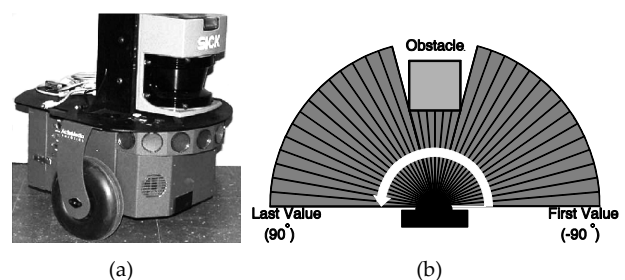 SICK
Obstacle
Last Value
(90°)
First Value
(-90°)
(a)
(b)